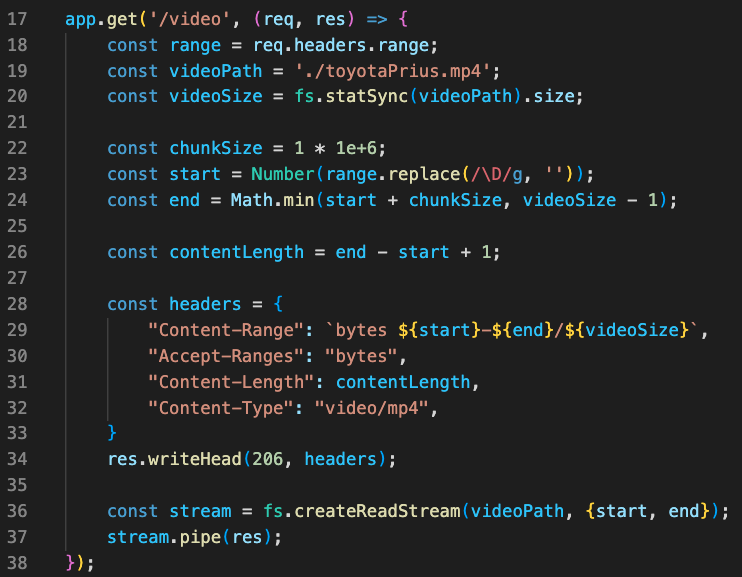 17 app.get('/video', (req, res) => {
18 const range = req.headers.range;
19 const videoPath = './toyotaPrius.mp4';
20 const videoSize = fs.statSync(videoPath).size;
21
22 const chunkSize = 1 * 1e+6;
23 const start = Number(range.replace(/\D/g, ''));
24 const end = Math.min(start + chunkSize, videoSize - 1);
25
26 const contentLength = end - start + 1;
27
28 const headers = {
29 "Content-Range": `bytes ${start}-${end}/${videoSize}`,
30 "Accept-Ranges": "bytes",
31 "Content-Length": contentLength,
32 "Content-Type": "video/mp4",
33 }
34 res.writeHead(206, headers);
35
36 const stream = fs.createReadStream(videoPath, {start, end});
37 stream.pipe(res);
38 });